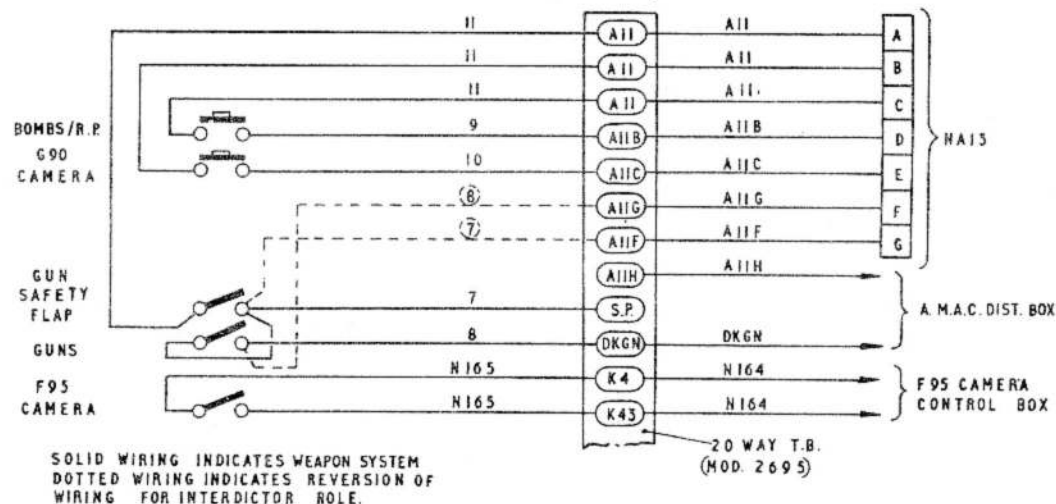 11 A11 A11 A
11 A11 A11 B
11 A11 A11 C
BOMBS/R.P. 9 A11B A11B D NA13
G90 CAMERA 10 A11C A11C E
(8) A11G A11G F
(7) A11F A11F G
A11H A11H
GUN SAFETY FLAP 7 S.P. A.M.A.C. DIST. BOX
GUNS 8 DKGN DKGN
F95 CAMERA N165 K4 N164 F95 CAMERA CONTROL BOX
N165 K43 N164
20 WAY T.B.
(MOD. 2695)
SOLID WIRING INDICATES WEAPON SYSTEM
DOTTED WIRING INDICATES REVERSION OF
WIRING FOR INTERDICTOR ROLE.